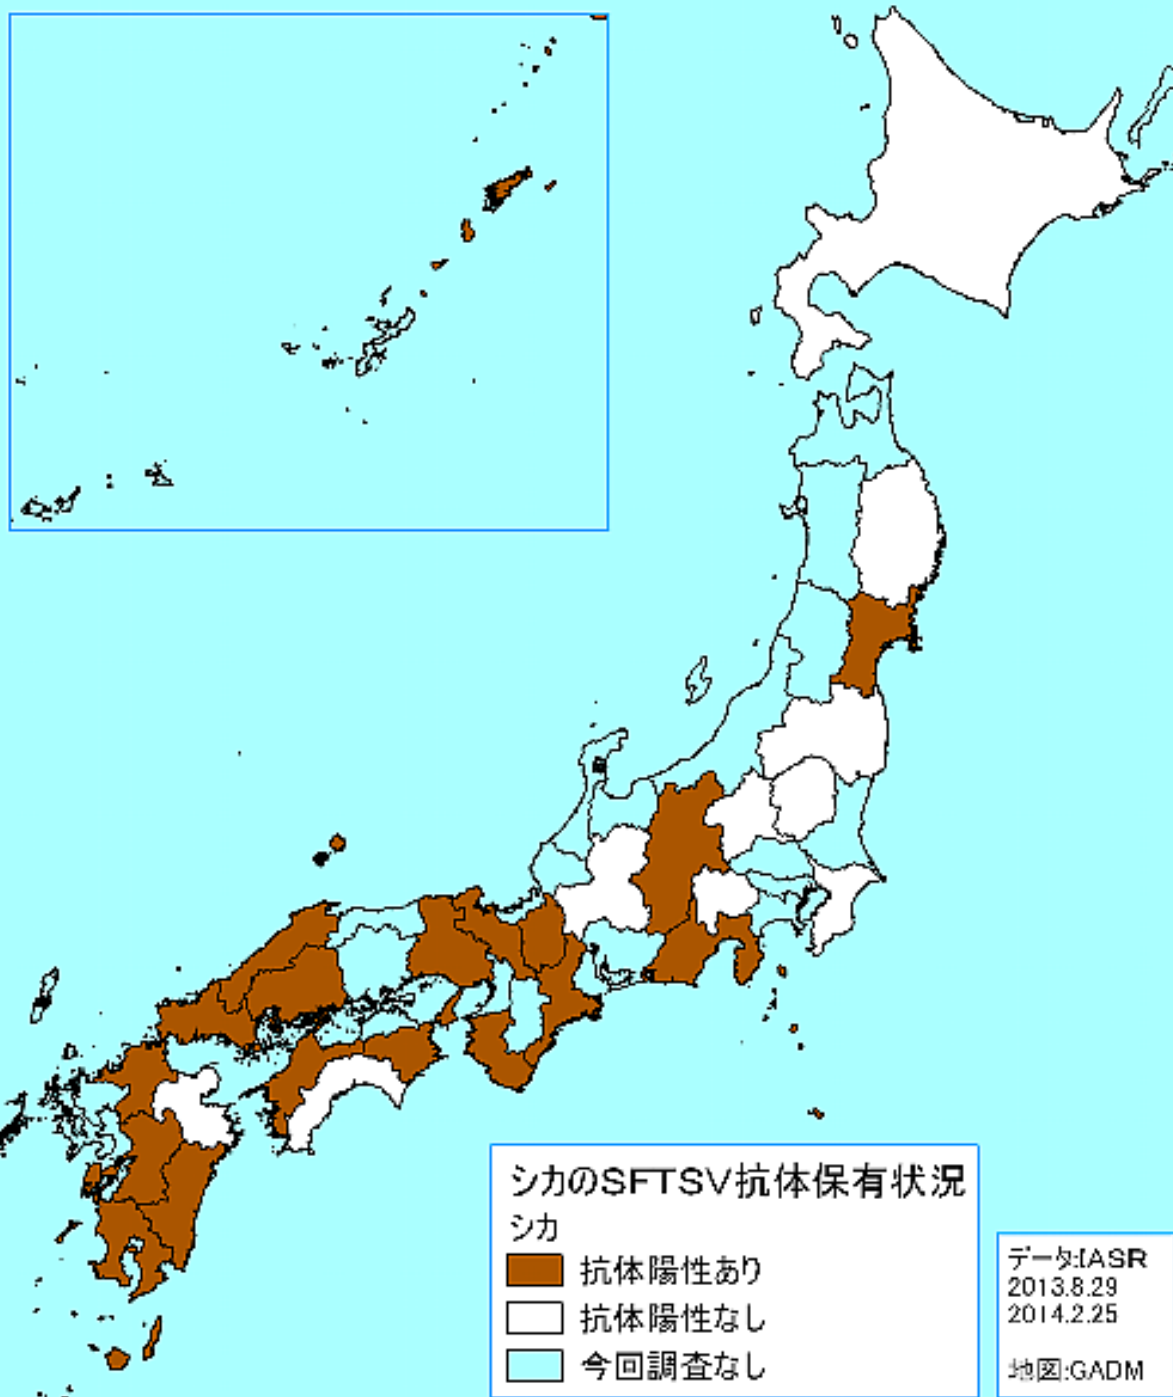 シカのSFTSV抗体保有状況
シカ
抗体陽性あり
抗体陽性なし
今回調査なし
データ:IASR
2013.8.29
2014.2.25
地図:GADM